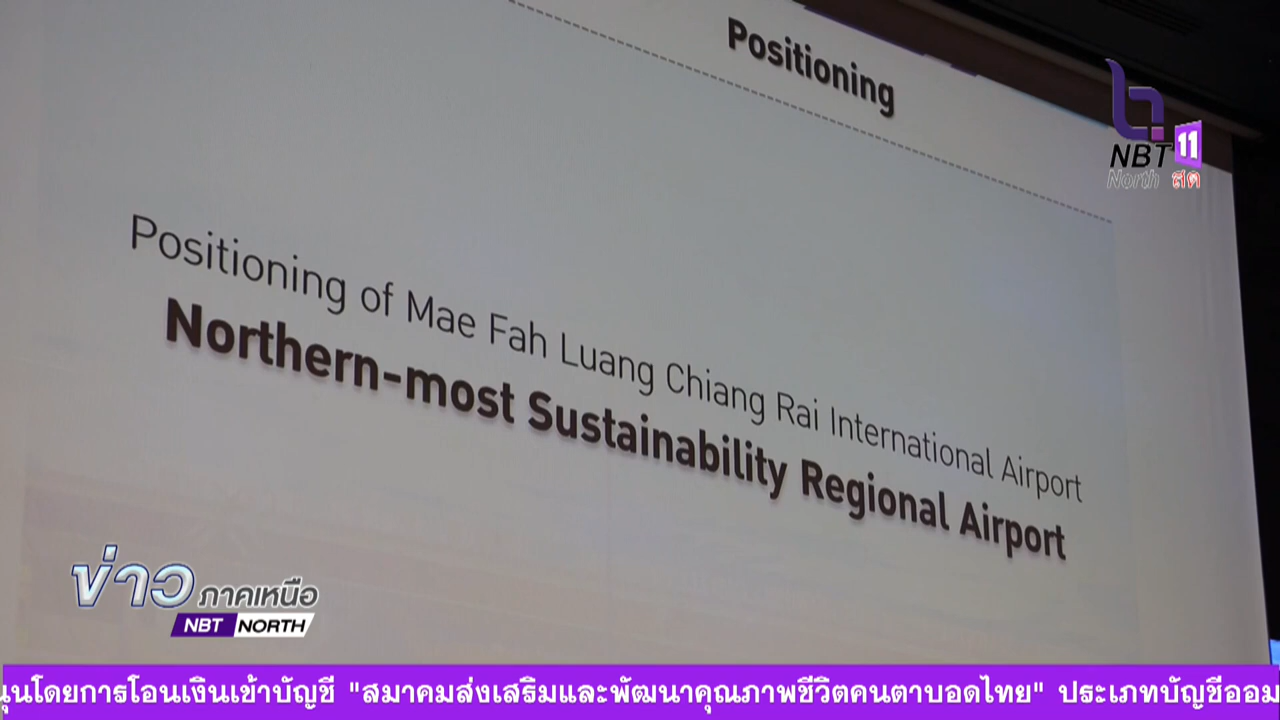 Positioning
NBT 11
North สด
Positioning of Mae Fah Luang Chiang Rai International Airport
Northern-most Sustainability Regional Airport
ข่าวภาคเหนือ
NBT NORTH
โดยการโอนเงินเข้าบัญชี "สมาคมส่งเสริมและพัฒนาคุณภาพชีวิตคนตาบอดไทย" ประเภทบัญชีออม